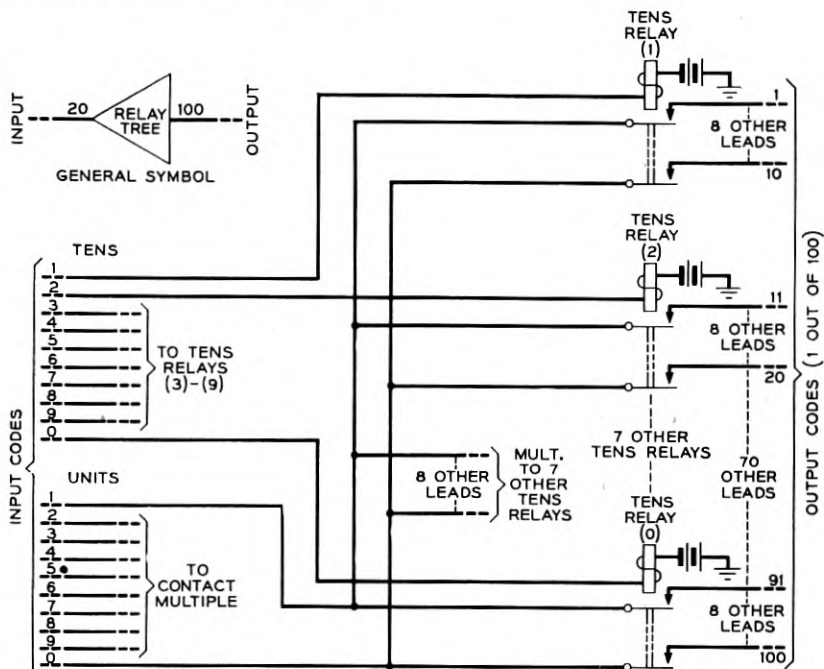 INPUT
20
RELAY
TREE
100
OUTPUT
GENERAL SYMBOL
TENS
RELAY
(1)
1
8 OTHER
LEADS
10
TENS
RELAY
(2)
11
8 OTHER
LEADS
20
7 OTHER
TENS RELAYS
70
OTHER
LEADS
TENS
RELAY
(0)
91
8 OTHER
LEADS
100
OUTPUT CODES (1 OUT OF 100)
INPUT CODES
TENS
1
2
3
4
5
6
7
8
9
0
TO TENS
RELAYS
(3)-(9)
UNITS
1
2
3
4
5
6
7
8
9
0
TO
CONTACT
MULTIPLE
8 OTHER
LEADS
MULT.
TO 7
OTHER
TENS
RELAYS